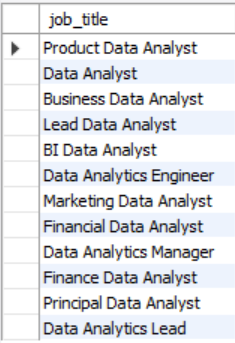 job_title
Product Data Analyst
Data Analyst
Business Data Analyst
Lead Data Analyst
BI Data Analyst
Data Analytics Engineer
Marketing Data Analyst
Financial Data Analyst
Data Analytics Manager
Finance Data Analyst
Principal Data Analyst
Data Analytics Lead